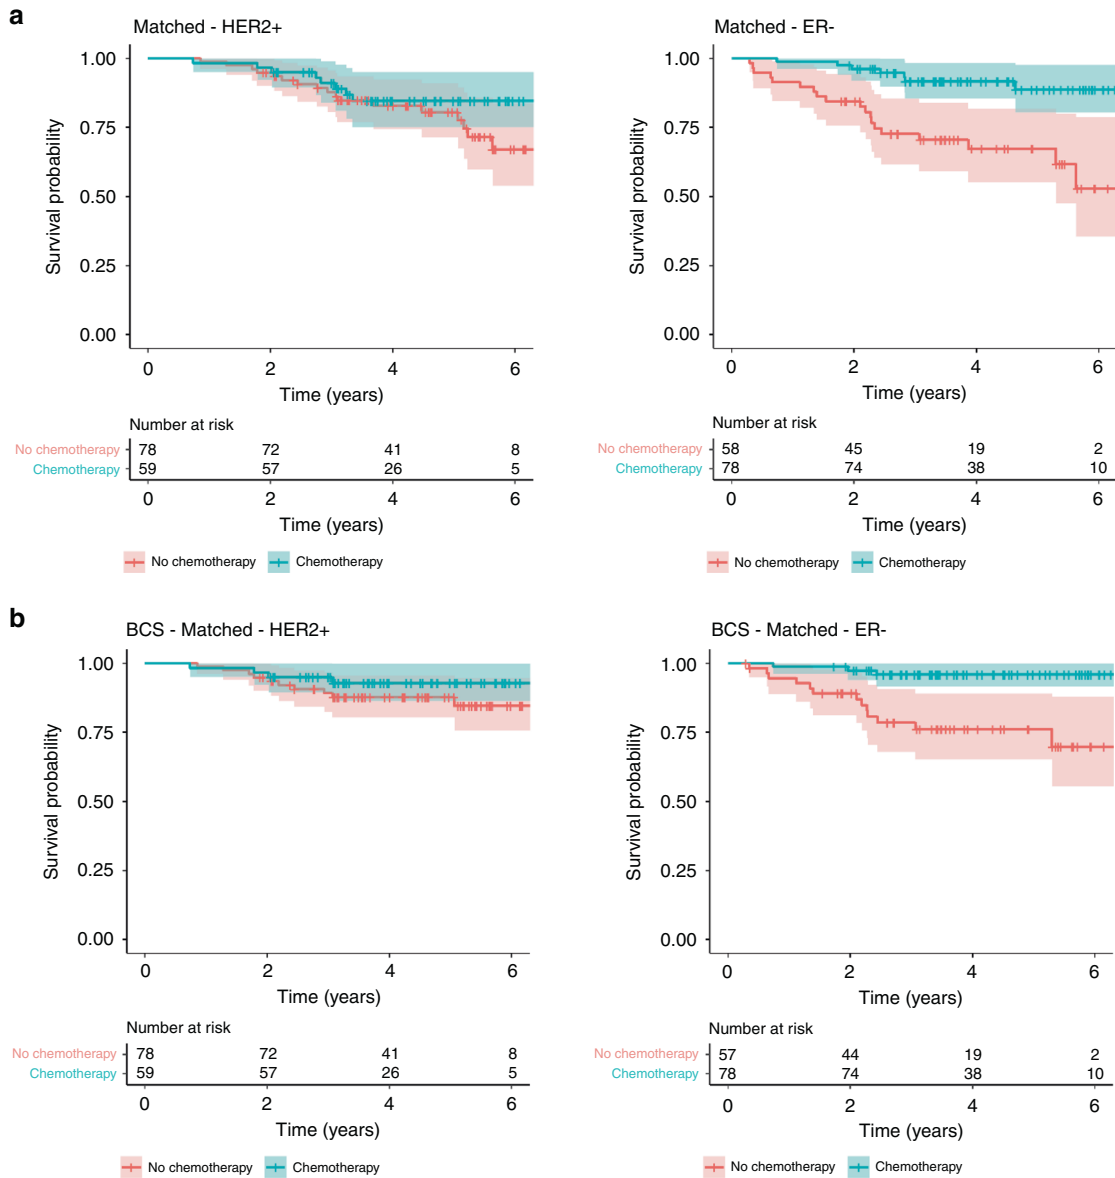 a
Matched - HER2+
Survival probability
1.00
0.75
0.50
0.25
0.00
0 2 4 6
Time (years)
Number at risk
No chemotherapy 78 72 41 8
Chemotherapy 59 57 26 5
0 2 4 6
Time (years)
No chemotherapy Chemotherapy
Matched - ER-
Survival probability
1.00
0.75
0.50
0.25
0.00
0 2 4 6
Time (years)
Number at risk
No chemotherapy 58 45 19 2
Chemotherapy 78 74 38 10
0 2 4 6
Time (years)
No chemotherapy Chemotherapy
b
BCS - Matched - HER2+
Survival probability
1.00
0.75
0.50
0.25
0.00
0 2 4 6
Time (years)
Number at risk
No chemotherapy 78 72 41 8
Chemotherapy 59 57 26 5
0 2 4 6
Time (years)
No chemotherapy Chemotherapy
BCS - Matched - ER-
Survival probability
1.00
0.75
0.50
0.25
0.00
0 2 4 6
Time (years)
Number at risk
No chemotherapy 57 44 19 2
Chemotherapy 78 74 38 10
0 2 4 6
Time (years)
No chemotherapy Chemotherapy